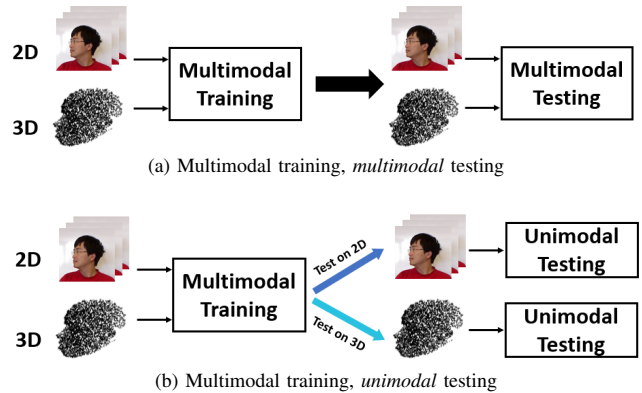 2D
3D
Multimodal
Training
Multimodal
Testing
(a) Multimodal training, multimodal testing
2D
3D
Multimodal
Training
Test on 2D
Test on 3D
Unimodal
Testing
Unimodal
Testing
(b) Multimodal training, unimodal testing